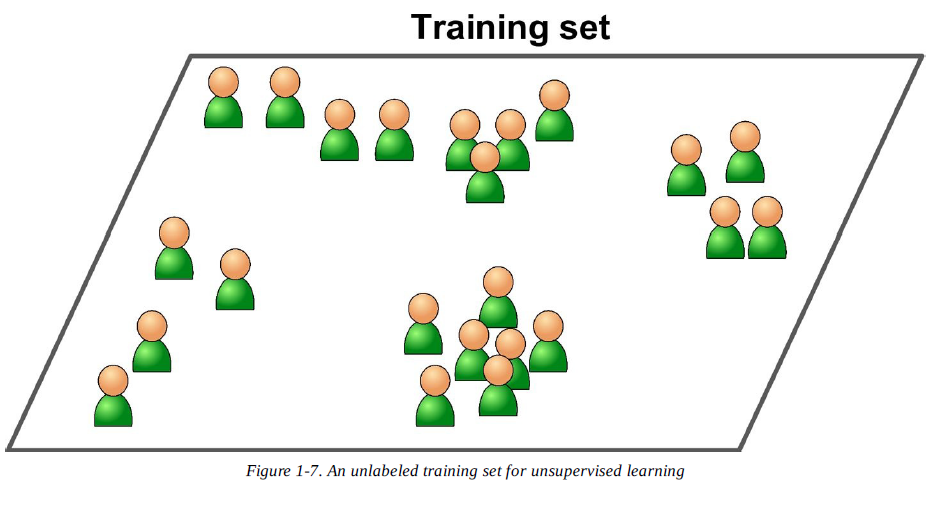 Training set
Figure 1-7. An unlabeled training set for unsupervised learning